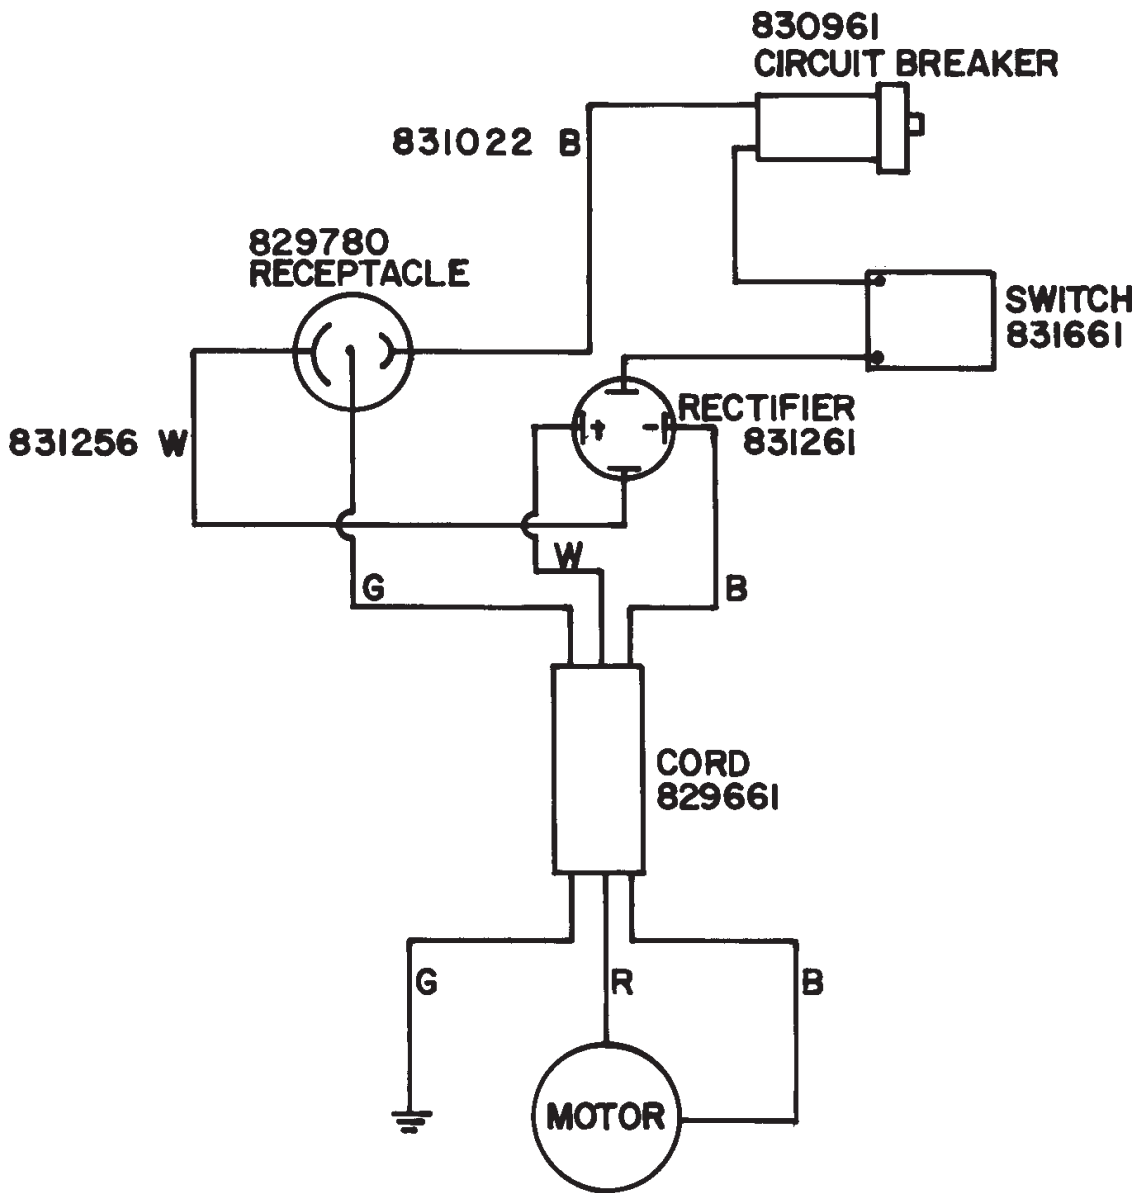 830961
CIRCUIT BREAKER
831022 B
829780
RECEPTACLE
SWITCH
831661
RECTIFIER
831261
+ -
831256 W
W
G
B
CORD
829661
G
R
B
MOTOR